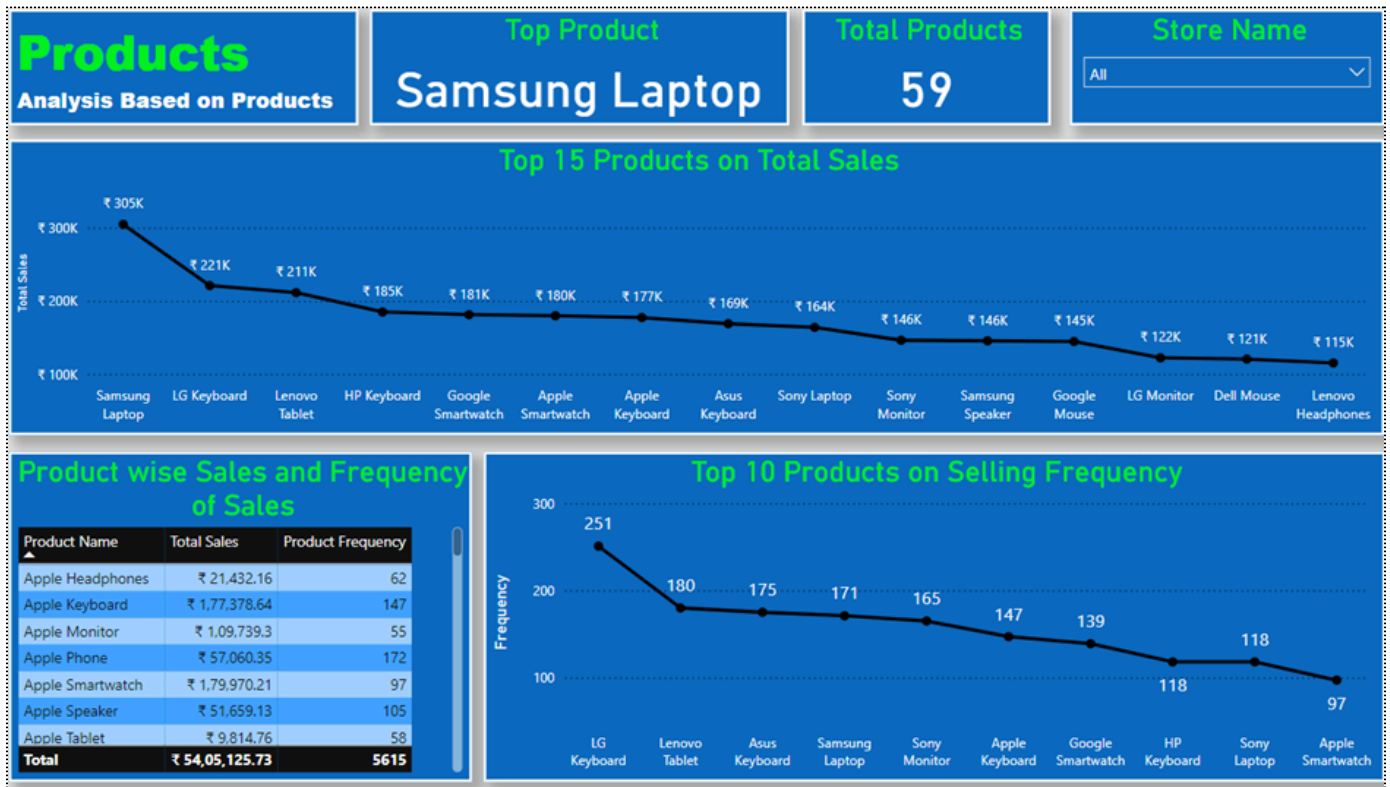 Products
Analysis Based on Products
Top Product
Samsung Laptop
Total Products
59
Store Name
All
Top 15 Products on Total Sales
Total Sales
₹ 300K
₹ 200K
₹ 100K
₹ 305K
₹ 221K
₹ 211K
₹ 185K
₹ 181K
₹ 180K
₹ 177K
₹ 169K
₹ 164K
₹ 146K
₹ 146K
₹ 145K
₹ 122K
₹ 121K
₹ 115K
Samsung
Laptop
LG Keyboard
Lenovo
Tablet
HP Keyboard
Google
Smartwatch
Apple
Smartwatch
Apple
Keyboard
Asus
Keyboard
Sony Laptop
Sony
Monitor
Samsung
Speaker
Google
Mouse
LG Monitor
Dell Mouse
Lenovo
Headphones
Product wise Sales and Frequency
of Sales
Product Name Total Sales Product Frequency
Apple Headphones ₹ 21,432.16 62
Apple Keyboard ₹ 1,77,378.64 147
Apple Monitor ₹ 1,09,739.3 55
Apple Phone ₹ 57,060.35 172
Apple Smartwatch ₹ 1,79,970.21 97
Apple Speaker ₹ 51,659.13 105
Apple Tablet ₹ 9,814.76 58
Total ₹ 54,05,125.73 5615
Top 10 Products on Selling Frequency
Frequency
300
200
100
251
180
175
171
165
147
139
118
118
97
LG
Keyboard
Lenovo
Tablet
Asus
Keyboard
Samsung
Laptop
Sony
Monitor
Apple
Keyboard
Google
Smartwatch
HP
Keyboard
Sony
Laptop
Apple
Smartwatch